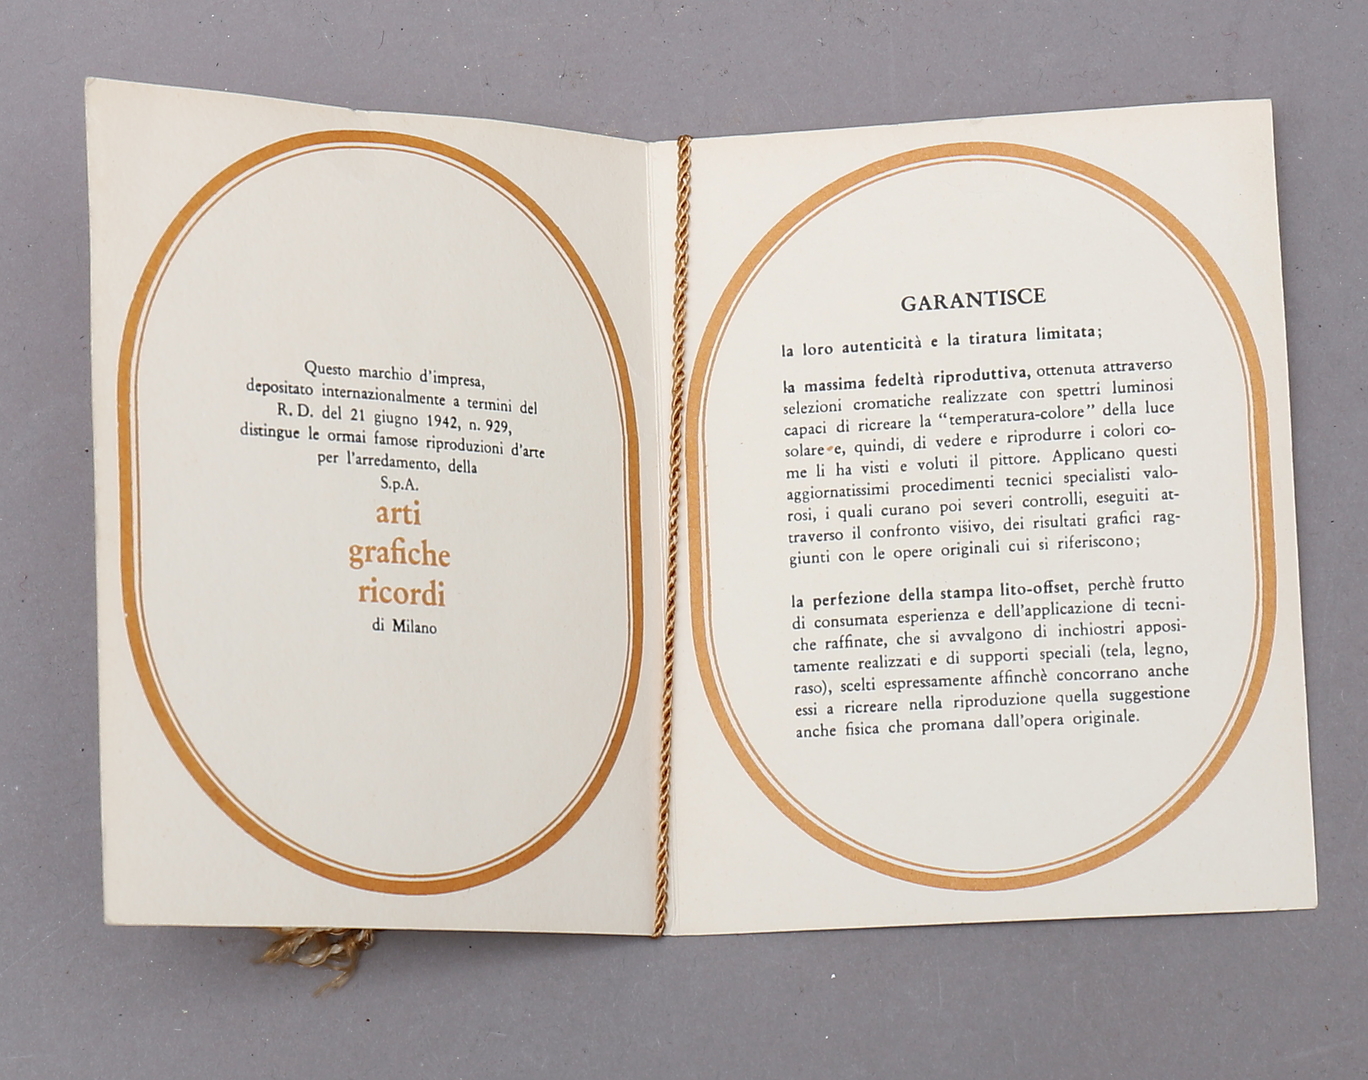 Questo marchio d'impresa,
depositato internazionalmente a termini del
R. D. del 21 giugno 1942, n. 929,
distingue le ormai famose riproduzioni d'arte
per l'arredamento, della
S.p.A.
arti
grafiche
ricordi
di Milano
GARANTISCE
la loro autenticità e la tiratura limitata;
la massima fedeltà riproduttiva, ottenuta attraverso
selezioni cromatiche realizzate con spettri luminosi
capaci di ricreare la “temperatura-colore” della luce
solare e, quindi, di vedere e riprodurre i colori co-
me li ha visti e voluti il pittore. Applicano questi
aggiornatissimi procedimenti tecnici specialisti valo-
rosi, i quali curano poi severi controlli, eseguiti at-
traverso il confronto visivo, dei risultati grafici rag-
giunti con le opere originali cui si riferiscono;
la perfezione della stampa lito-offset, perchè frutto
di consumata esperienza e dell'applicazione di tecni-
che raffinate, che si avvalgono di inchiostri apposi-
tamente realizzati e di supporti speciali (tela, legno,
raso), scelti espressamente affinchè concorrano anche
essi a ricreare nella riproduzione quella suggestione
anche fisica che promana dall'opera originale.